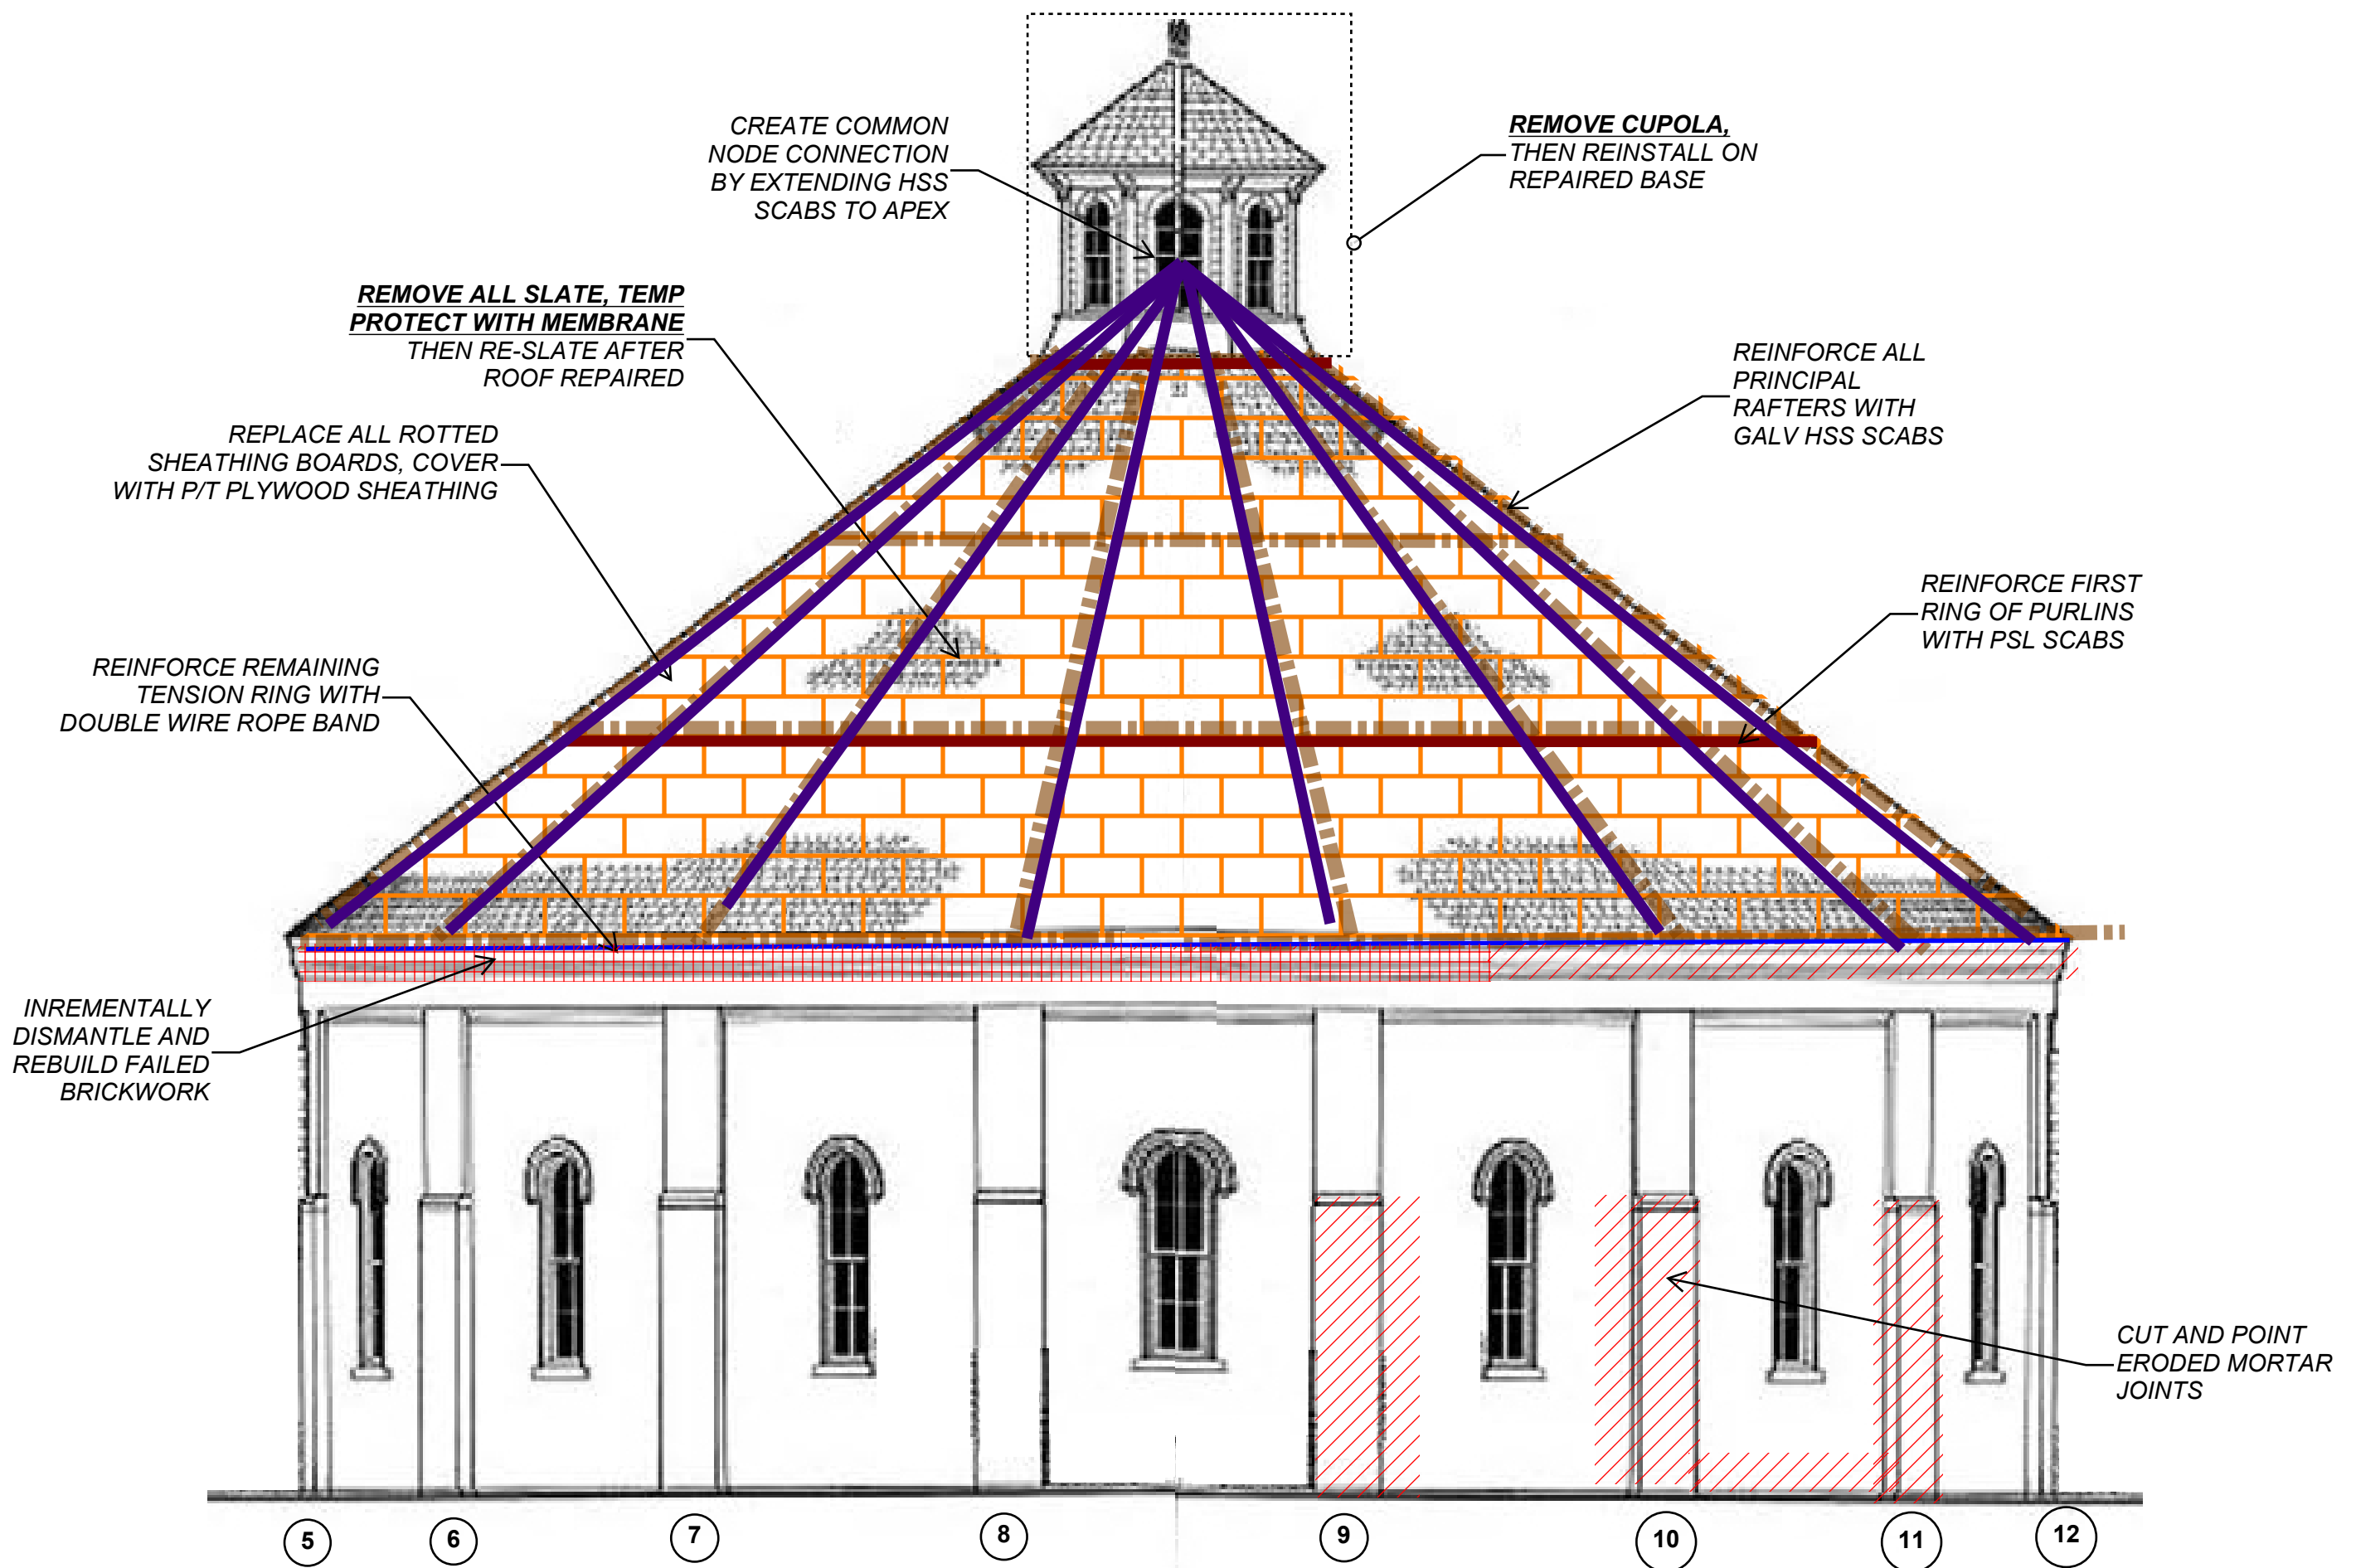 CREATE COMMON
NODE CONNECTION
BY EXTENDING HSS
SCABS TO APEX
REMOVE CUPOLA,
THEN REINSTALL ON
REPAIRED BASE
REMOVE ALL SLATE, TEMP
PROTECT WITH MEMBRANE
THEN RE-SLATE AFTER
ROOF REPAIRED
REINFORCE ALL
PRINCIPAL
RAFTERS WITH
GALV HSS SCABS
REPLACE ALL ROTTED
SHEATHING BOARDS, COVER
WITH P/T PLYWOOD SHEATHING
REINFORCE FIRST
RING OF PURLINS
WITH PSL SCABS
REINFORCE REMAINING
TENSION RING WITH
DOUBLE WIRE ROPE BAND
INREMENTALLY
DISMANTLE AND
REBUILD FAILED
BRICKWORK
CUT AND POINT
ERODED MORTAR
JOINTS
5 6 7 8 9 10 11 12